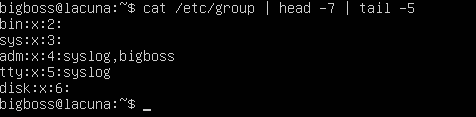 bigboss@lacuna:~$ cat /etc/group | head -7 | tail -5
bin:x:2:
sys:x:3:
adm:x:4:syslog,bigboss
tty:x:5:syslog
disk:x:6:
bigboss@lacuna:~$ _